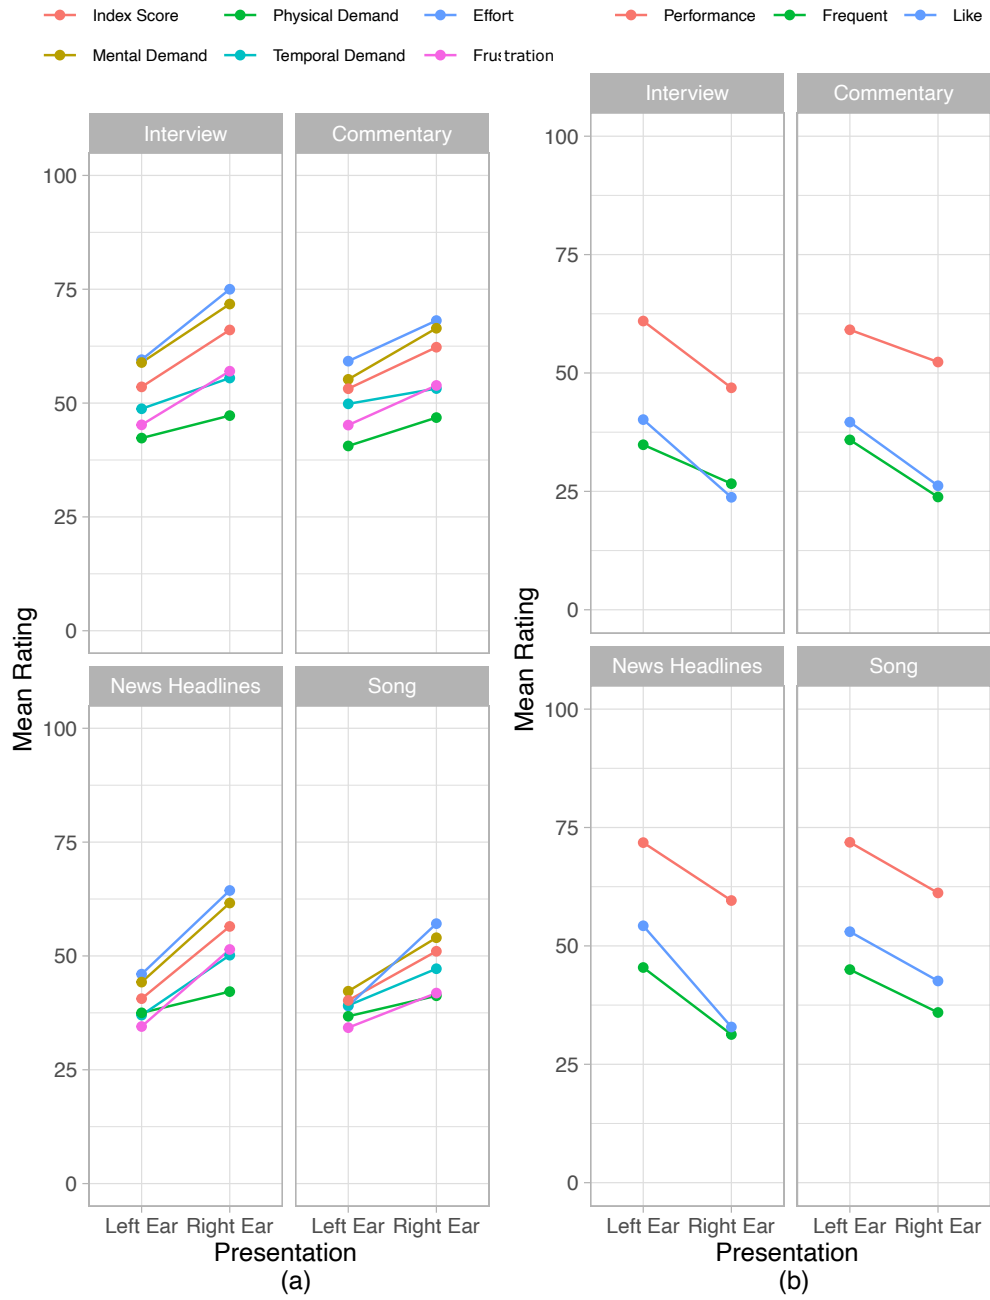 Index Score Physical Demand Effort
Mental Demand Temporal Demand Frustration
Interview Commentary
100
75
50
25
0
News Headlines Song
100
75
50
25
0
Left Ear Right Ear Left Ear Right Ear
Presentation
Mean Rating
(a)
Performance Frequent Like
Interview Commentary
100
75
50
25
0
News Headlines Song
100
75
50
25
0
Left Ear Right Ear Left Ear Right Ear
Presentation
Mean Rating
(b)